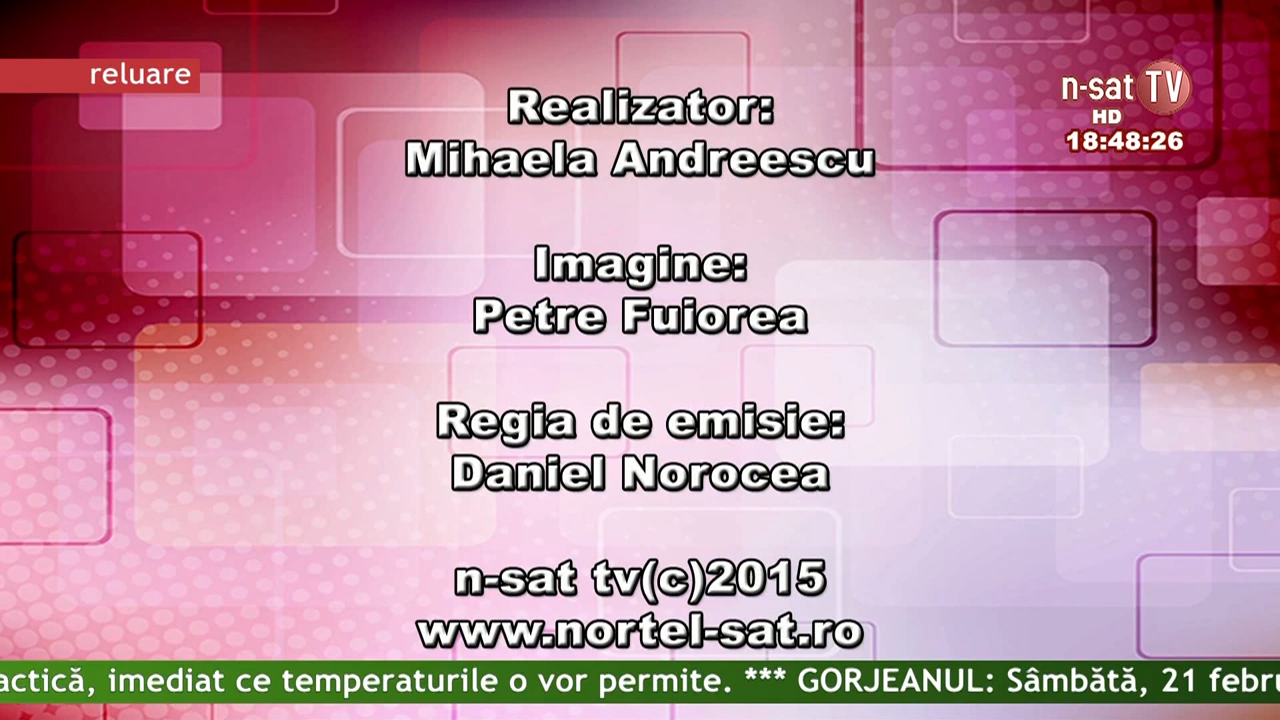 reluare
n-sat TV
HD
18:48:26
Realizator:
Mihaela Andreescu
Imagine:
Petre Fuiorea
Regia de emisie:
Daniel Norocea
n-sat tv(c)2015
www.nortel-sat.ro
actică, imediat ce temperaturile o vor permite. *** GORJEANUL: Sâmbătă, 21 febru